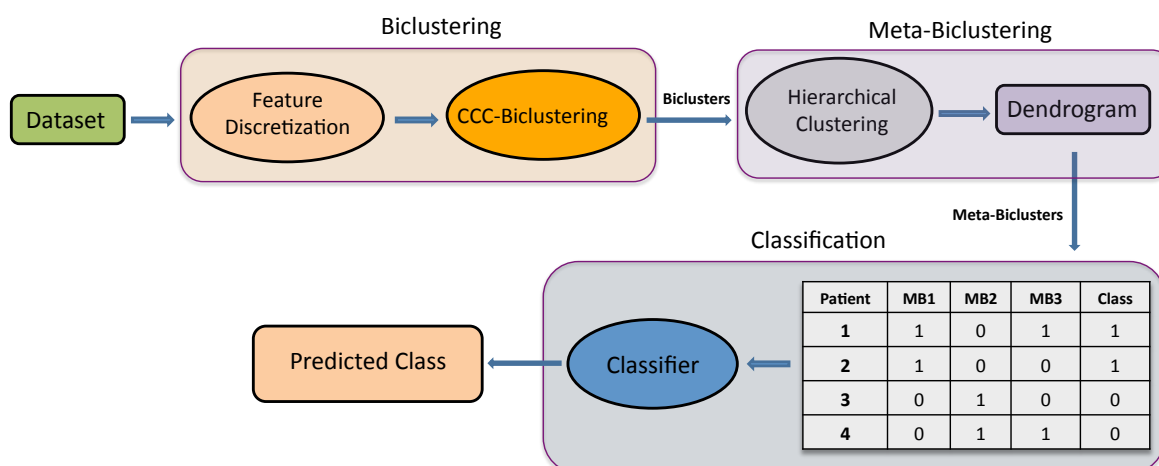 Biclustering
Meta-Biclustering
Dataset
Feature
Discretization
CCC-Biclustering
Biclusters
Hierarchical
Clustering
Dendrogram
Meta-Biclusters
Classification
Patient MB1 MB2 MB3 Class
1 1 0 1 1
2 1 0 0 1
3 0 1 0 0
4 0 1 1 0
Classifier
Predicted Class